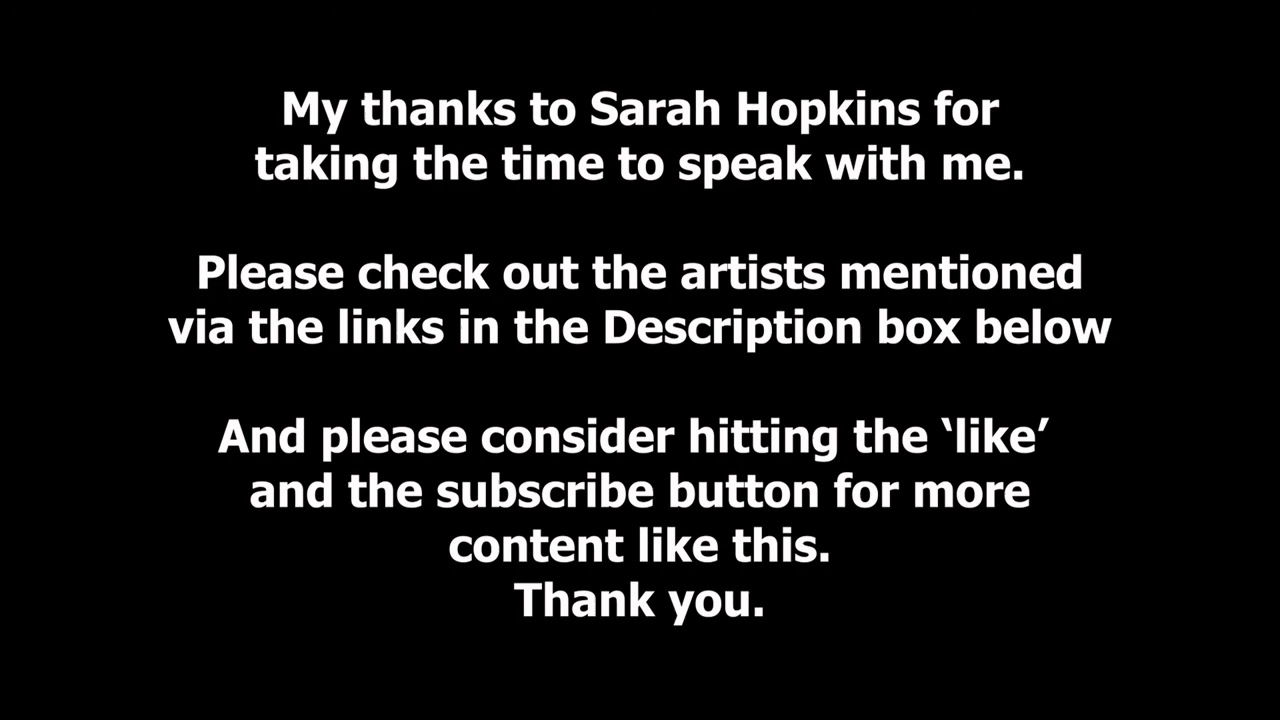 My thanks to Sarah Hopkins for
taking the time to speak with me.
Please check out the artists mentioned
via the links in the Description box below
And please consider hitting the ‘like’
and the subscribe button for more
content like this.
Thank you.